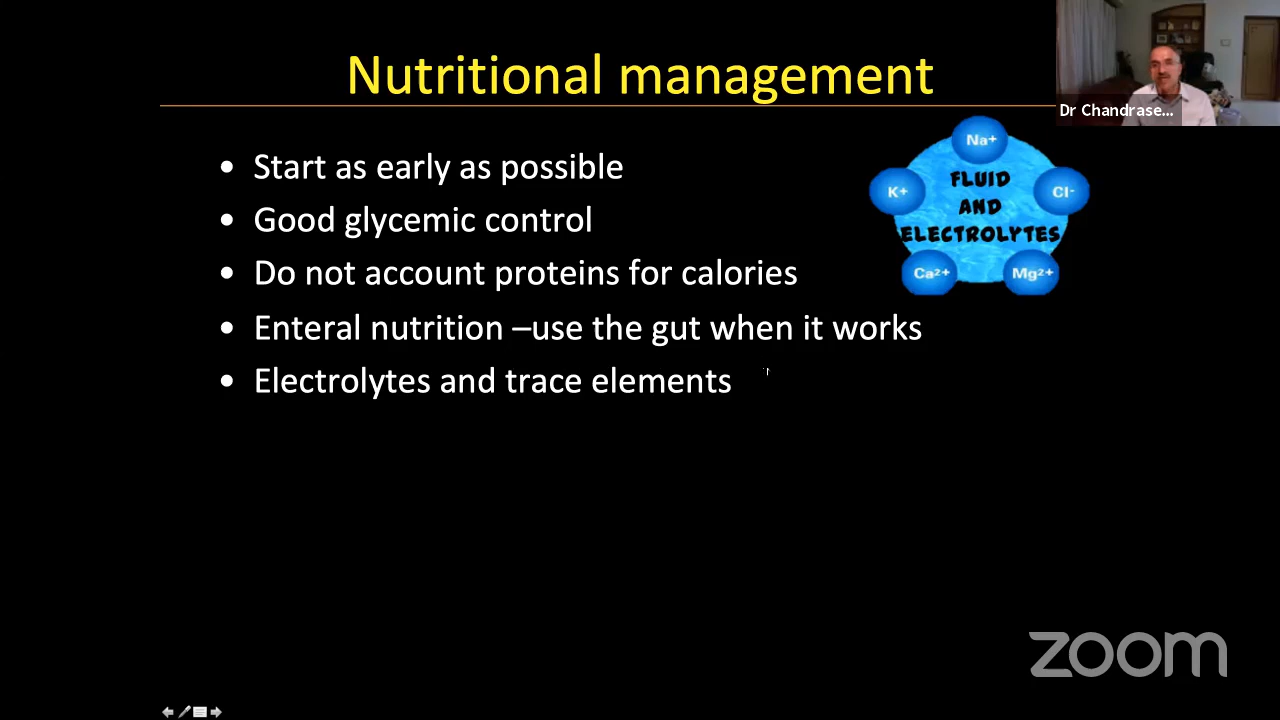 Nutritional management
Dr Chandrase...
• Start as early as possible
• Good glycemic control
• Do not account proteins for calories
• Enteral nutrition –use the gut when it works
• Electrolytes and trace elements
Na+
K+
Cl-
FLUID
AND
ELECTROLYTES
Ca2+
Mg2+
zoom